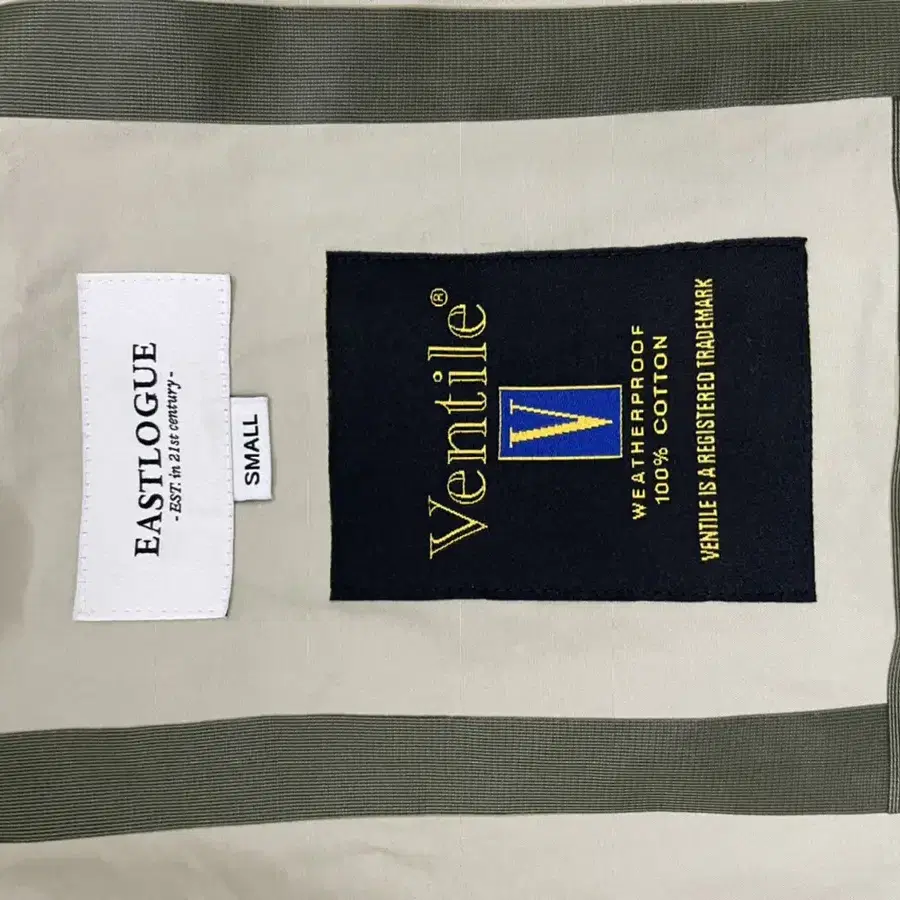 EASTLOGUE
- EST. in 21st century -
SMALL
Ventile®
V
WEATHERPROOF
100% COTTON
VENTILE IS A REGISTERED TRADEMARK